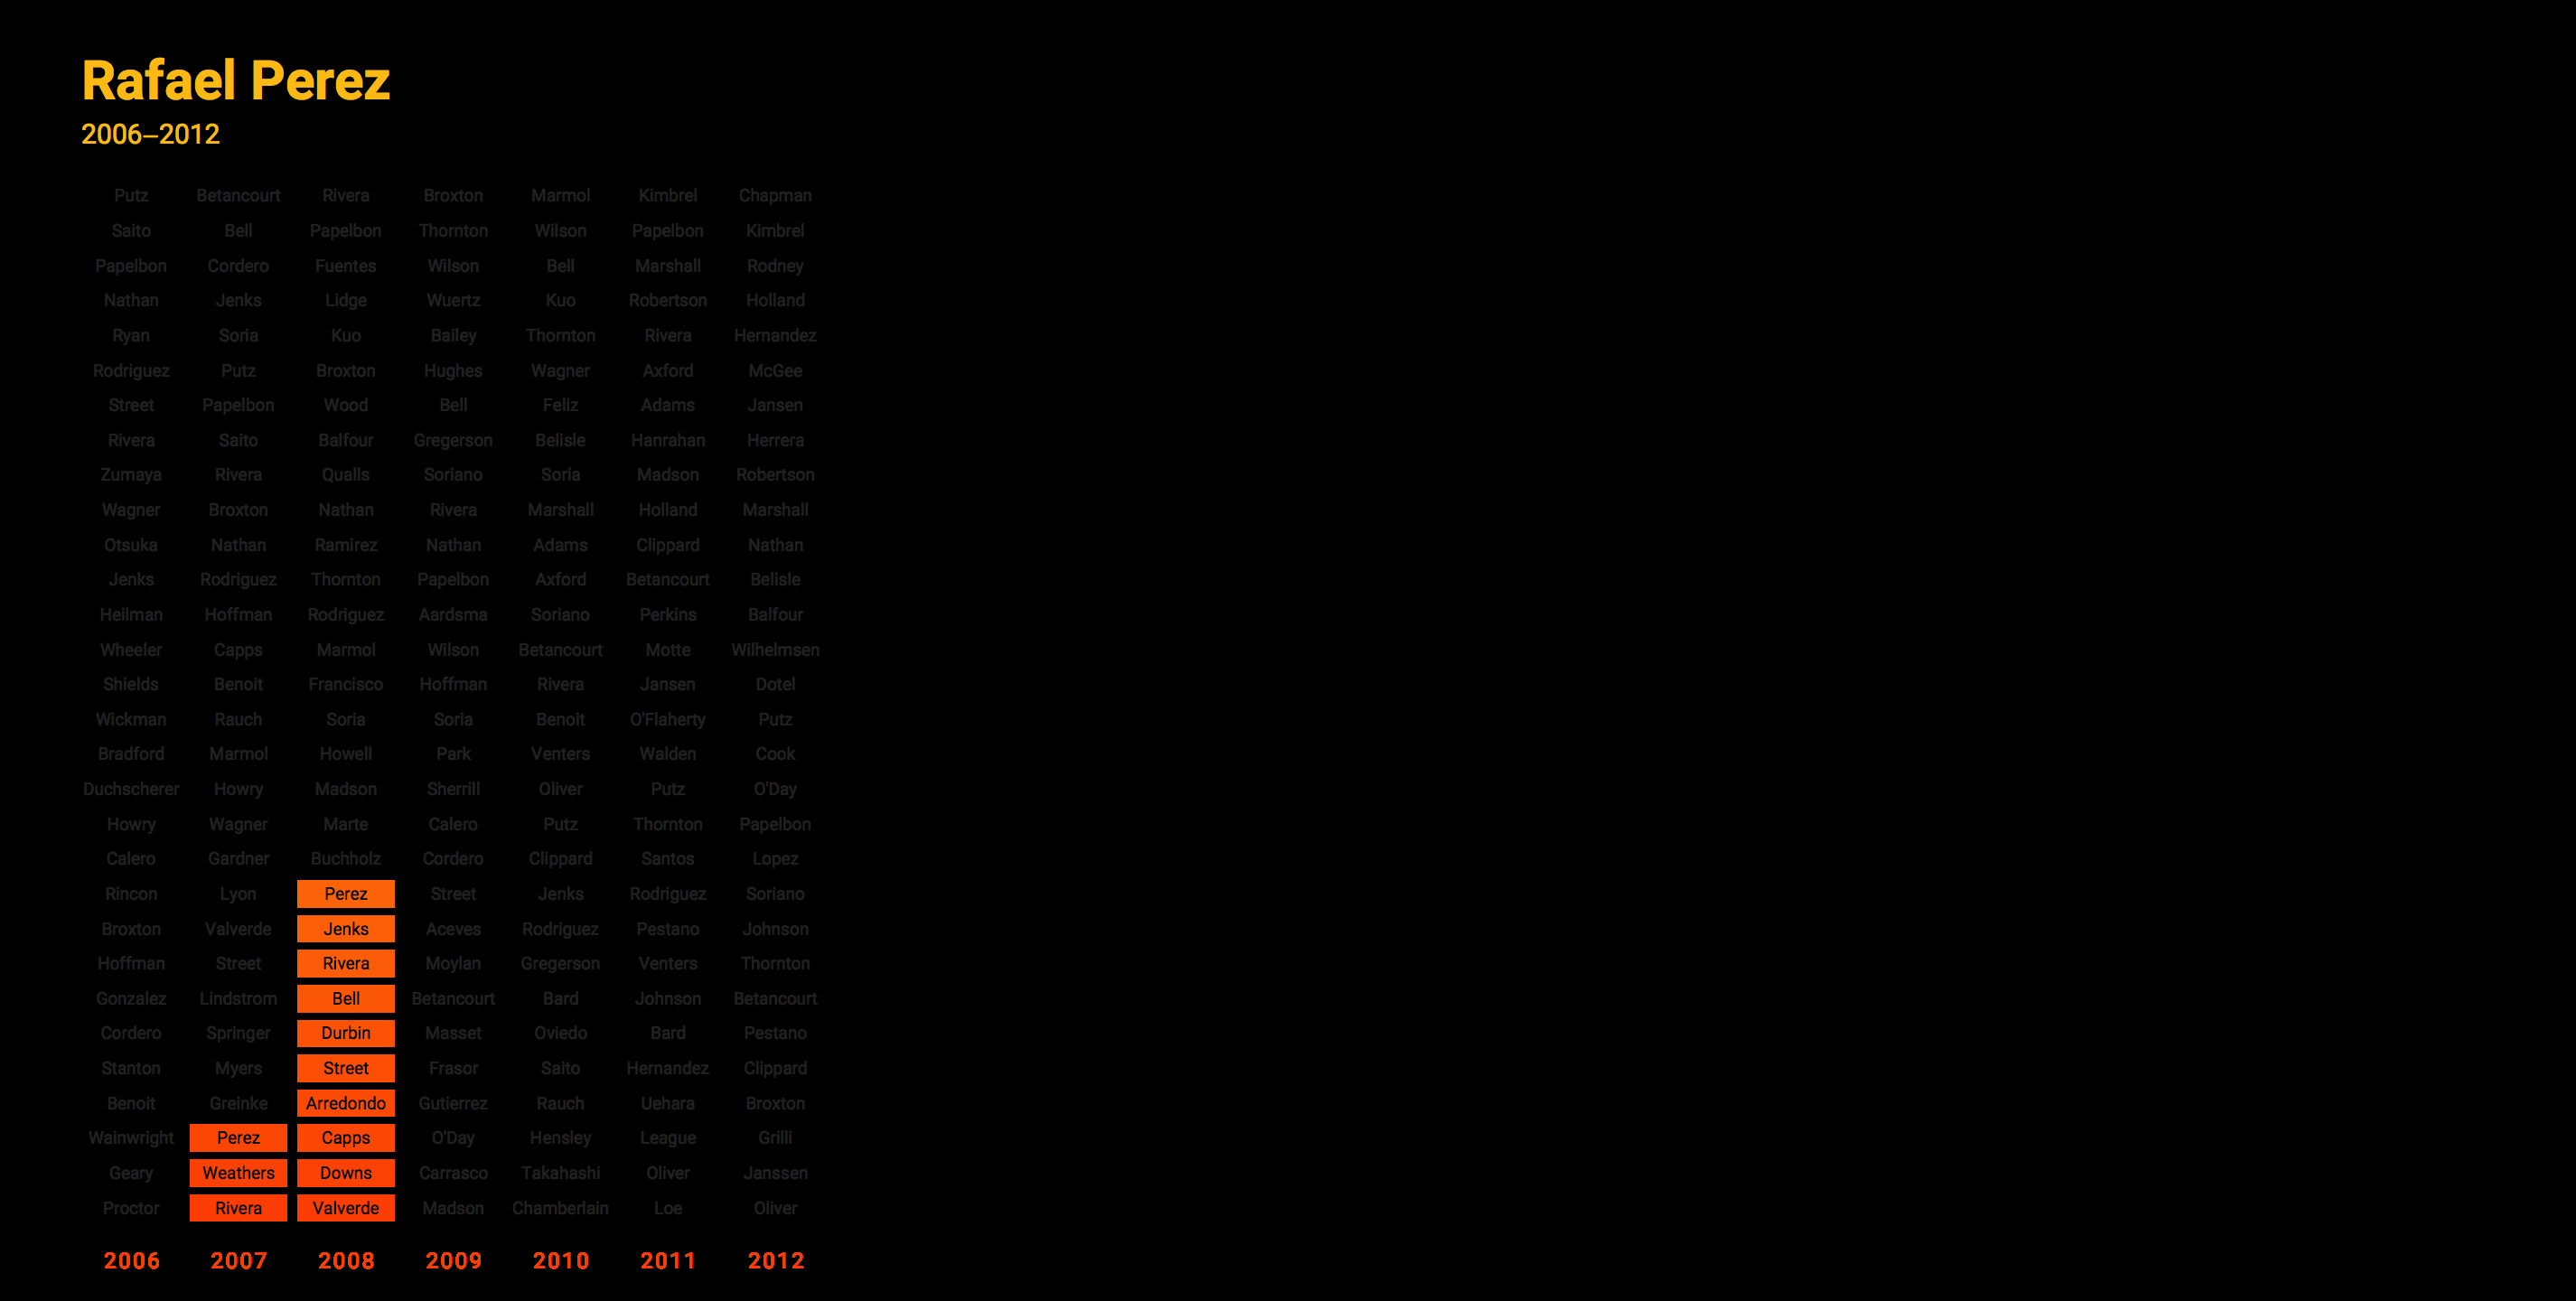 Rafael Perez
2006–2012
Putz Betancourt Rivera Broxton Marmol Kimbrel Chapman
Saito Bell Papelbon Thornton Wilson Papelbon Kimbrel
Papelbon Cordero Fuentes Wilson Bell Marshall Rodney
Nathan Jenks Lidge Wuertz Kuo Robertson Holland
Ryan Soria Kuo Bailey Thornton Rivera Hernandez
Rodriguez Putz Broxton Hughes Wagner Axford McGee
Street Papelbon Wood Bell Feliz Adams Jansen
Rivera Saito Balfour Gregerson Belisle Hanrahan Herrera
Zumaya Rivera Qualls Soriano Soria Madson Robertson
Wagner Broxton Nathan Rivera Marshall Holland Marshall
Otsuka Nathan Ramirez Nathan Adams Clippard Nathan
Jenks Rodriguez Thornton Papelbon Axford Betancourt Belisle
Heilman Hoffman Rodriguez Aardsma Soriano Perkins Balfour
Wheeler Capps Marmol Wilson Betancourt Motte Wilhelmsen
Shields Benoit Francisco Hoffman Rivera Jansen Dotel
Wickman Rauch Soria Soria Benoit O'Flaherty Putz
Bradford Marmol Howell Park Venters Walden Cook
Duchscherer Howry Madson Sherrill Oliver Putz O'Day
Howry Wagner Marte Calero Putz Thornton Papelbon
Calero Gardner Buchholz Cordero Clippard Santos Lopez
Rincon Lyon Perez Street Jenks Rodriguez Soriano
Broxton Valverde Jenks Aceves Rodriguez Pestano Johnson
Hoffman Street Rivera Moylan Gregerson Venters Thornton
Gonzalez Lindstrom Bell Betancourt Bard Johnson Betancourt
Cordero Springer Durbin Masset Oviedo Bard Pestano
Stanton Myers Street Frasor Saito Hernandez Clippard
Benoit Greinke Arredondo Gutierrez Rauch Uehara Broxton
Wainwright Perez Capps O'Day Hensley League Grilli
Geary Weathers Downs Carrasco Takahashi Oliver Janssen
Proctor Rivera Valverde Madson Chamberlain Loe Oliver
2006 2007 2008 2009 2010 2011 2012